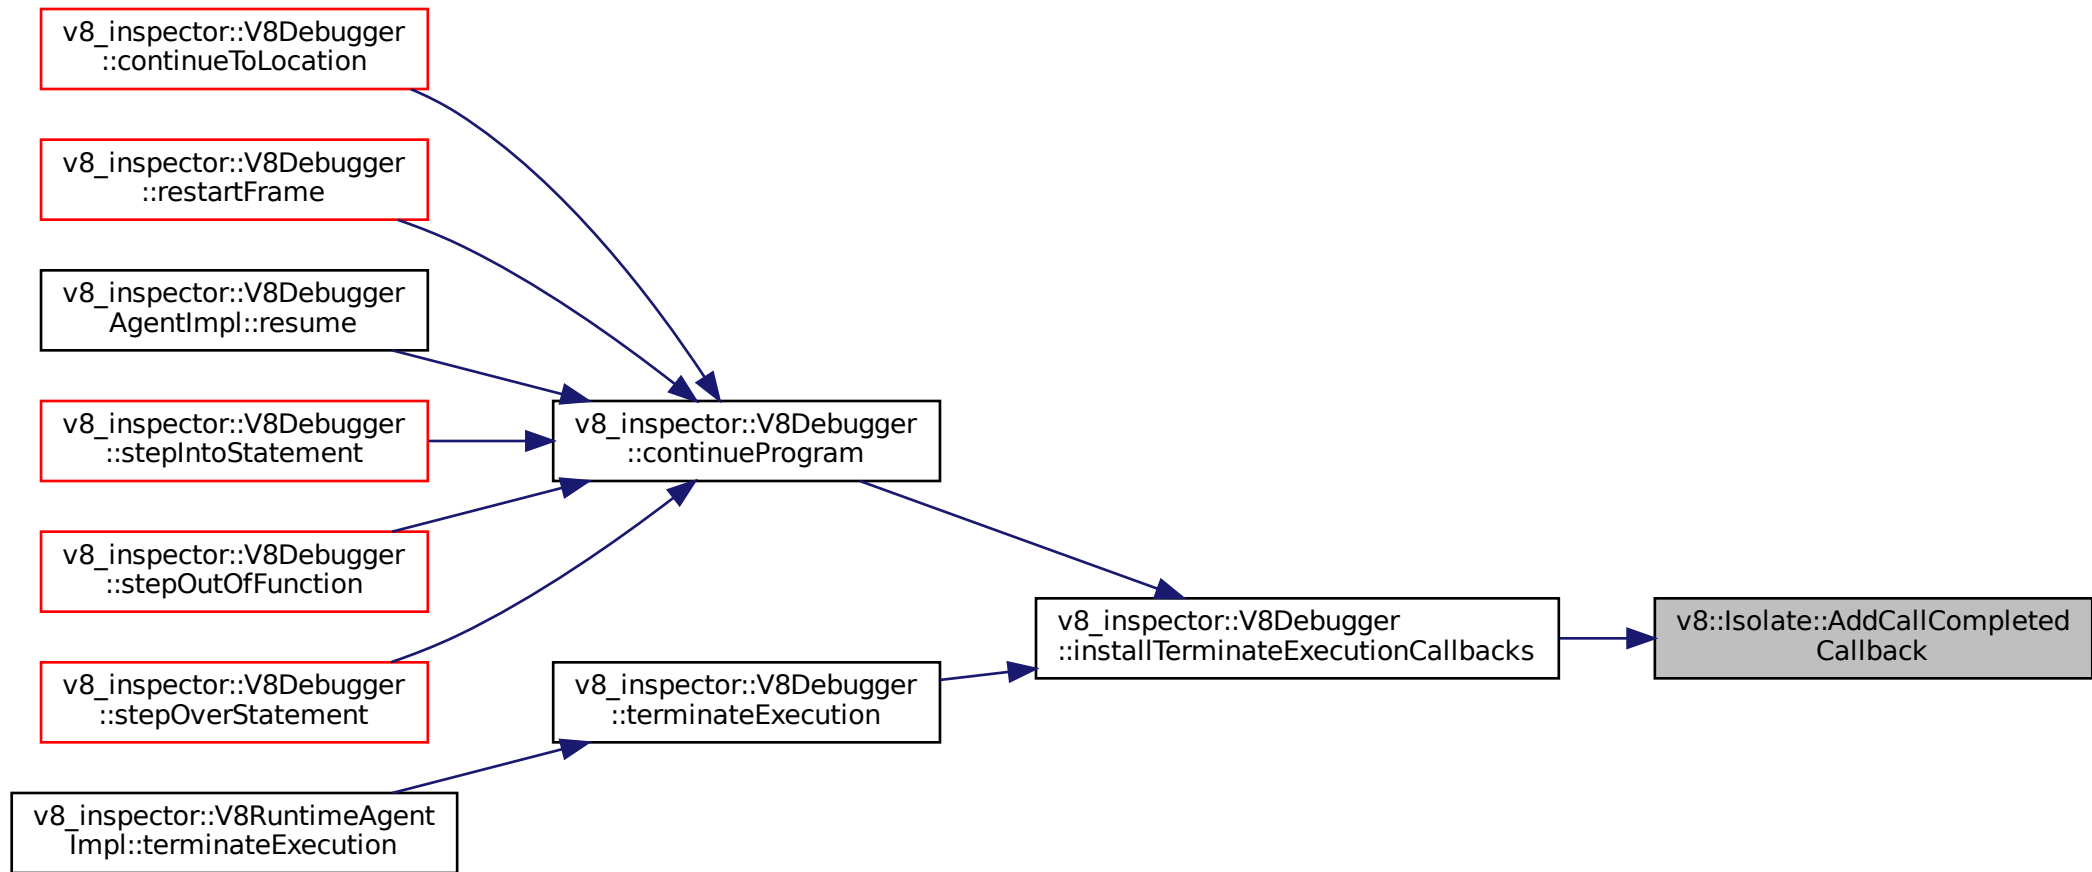 v8_inspector::V8Debugger
::continueToLocation
v8_inspector::V8Debugger
::restartFrame
v8_inspector::V8Debugger
AgentImpl::resume
v8_inspector::V8Debugger
::stepIntoStatement
v8_inspector::V8Debugger
::stepOutOfFunction
v8_inspector::V8Debugger
::stepOverStatement
v8_inspector::V8RuntimeAgent
Impl::terminateExecution
v8_inspector::V8Debugger
::continueProgram
v8_inspector::V8Debugger
::terminateExecution
v8_inspector::V8Debugger
::installTerminateExecutionCallbacks
v8::Isolate::AddCallCompleted
Callback